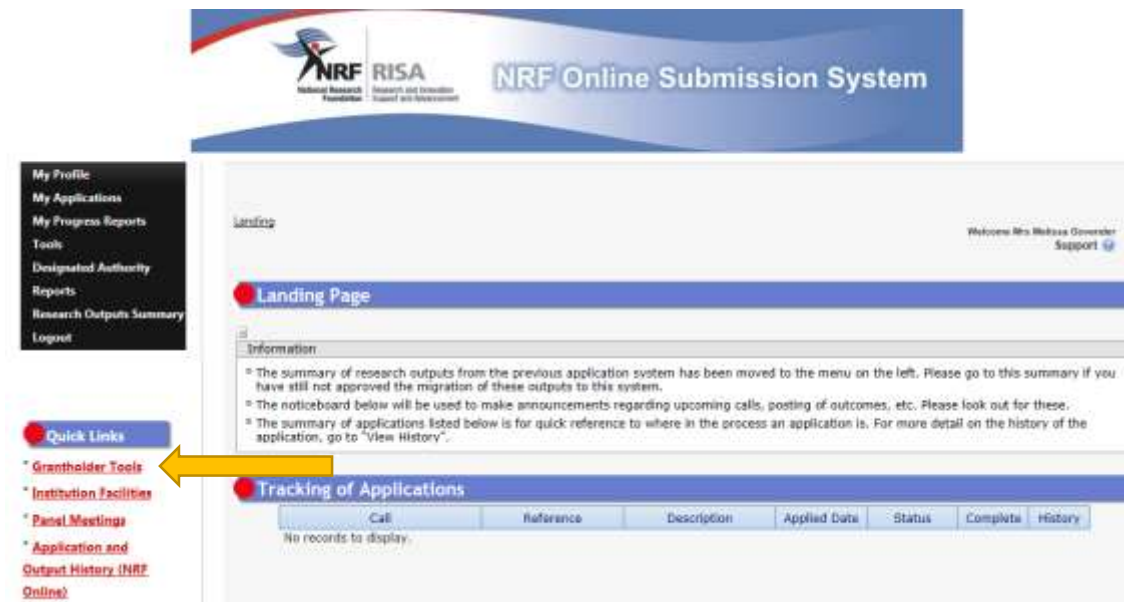 NRF RISA
National Research Foundation
Research and Innovation Support and Advancement
NRF Online Submission System
My Profile
My Applications
My Progress Reports
Tools
Designated Authority
Reports
Research Outputs Summary
Logout
Landing
Welcome Mrs Melissa Govender
Support
Landing Page
Information
The summary of research outputs from the previous application system has been moved to the menu on the left. Please go to this summary if you
have still not approved the migration of these outputs to this system.
The noticeboard below will be used to make announcements regarding upcoming calls, posting of outcomes, etc. Please look out for these.
The summary of applications listed below is for quick reference to where in the process an application is. For more detail on the history of the
application, go to "View History".
Quick Links
Grantholder Tools
Institution Facilities
Panel Meetings
Application and
Output History (NRF
Online)
Tracking of Applications
Call Reference Description Applied Date Status Complete History
No records to display.